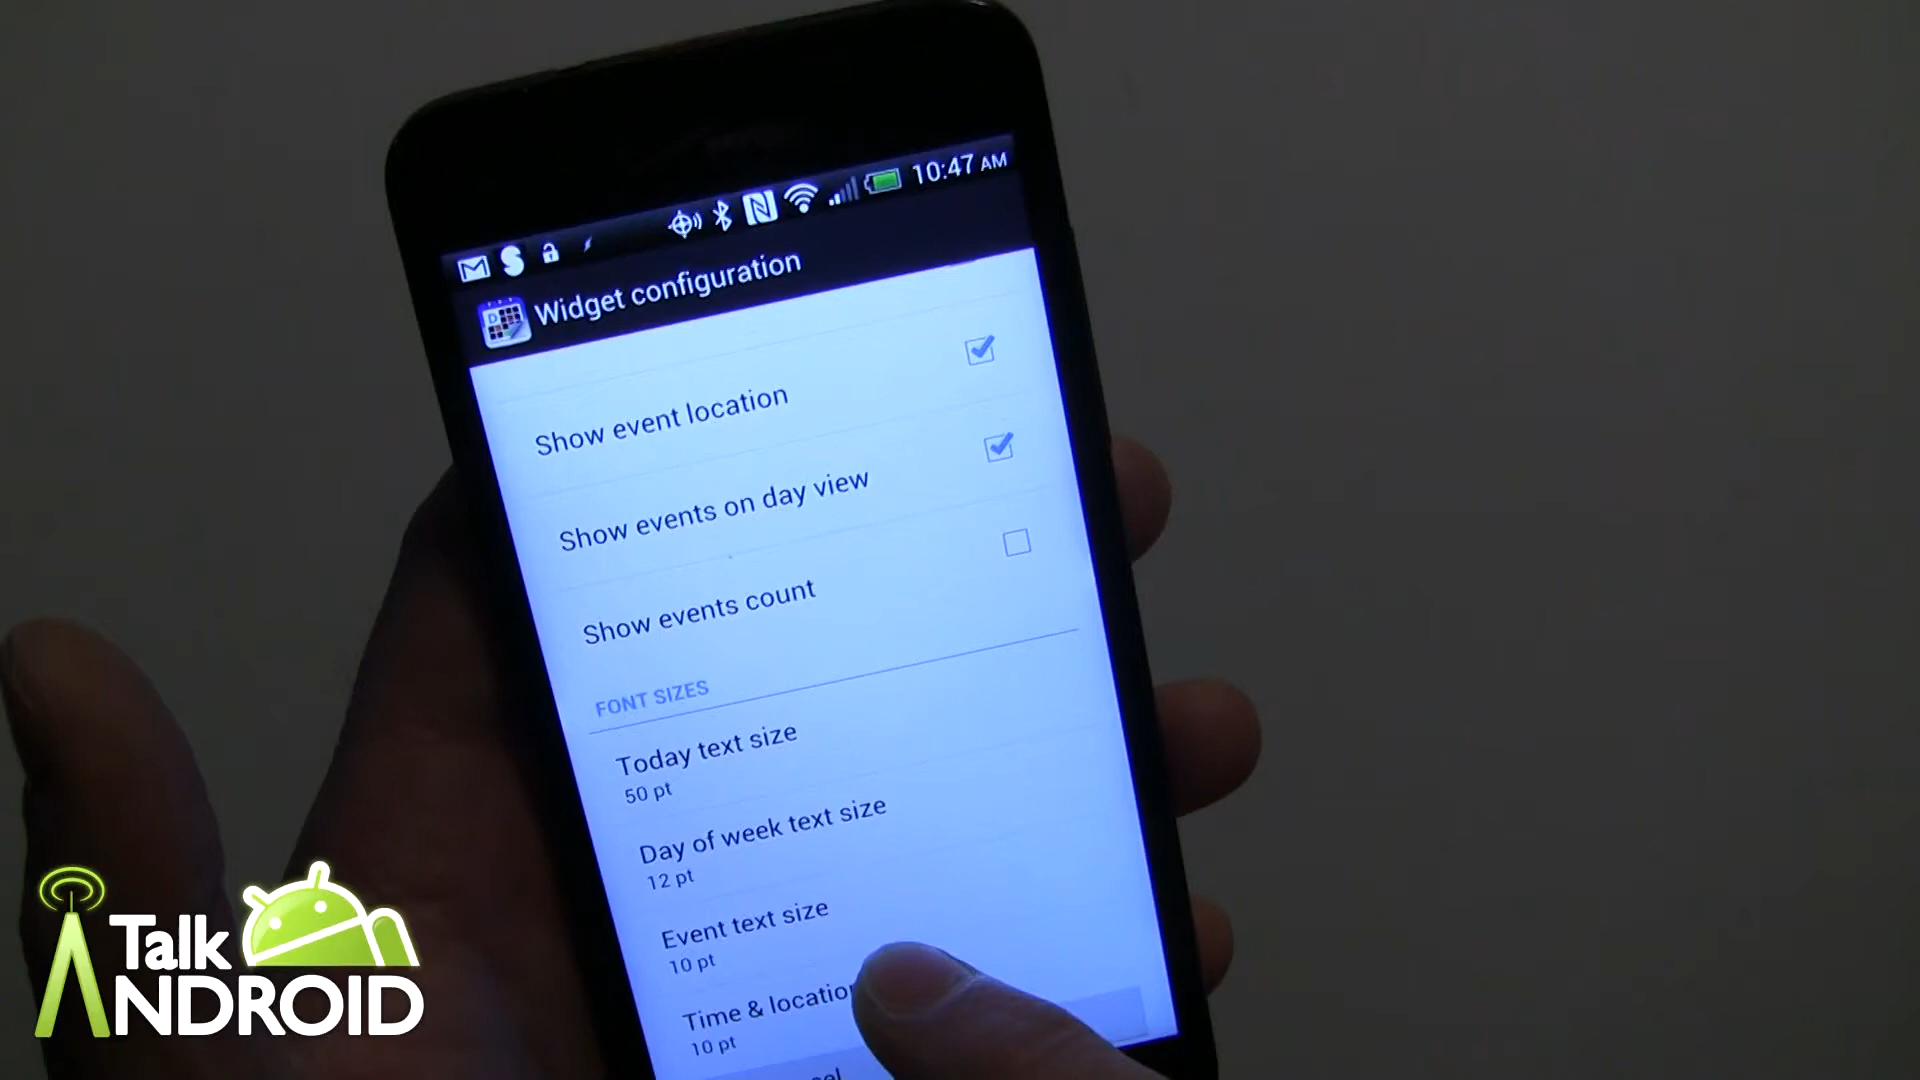 10:47 AM
Widget configuration
Show event location
Show events on day view
Show events count
FONT SIZES
Today text size
50 pt
Day of week text size
12 pt
Event text size
10 pt
Time & location
10 pt
Talk
ANDROID